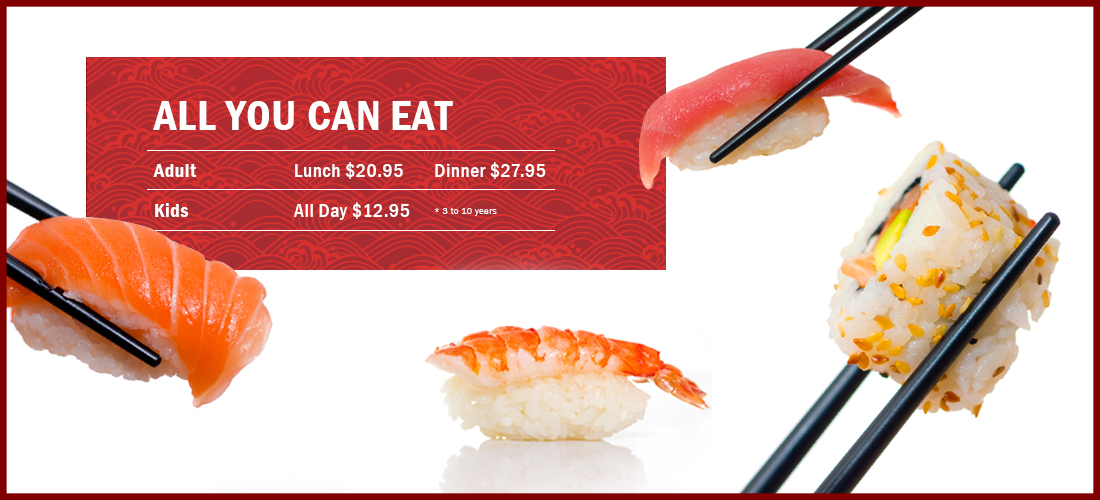 ALL YOU CAN EAT
Adult Lunch $20.95 Dinner $27.95
Kids All Day $12.95 * 3 to 10 years